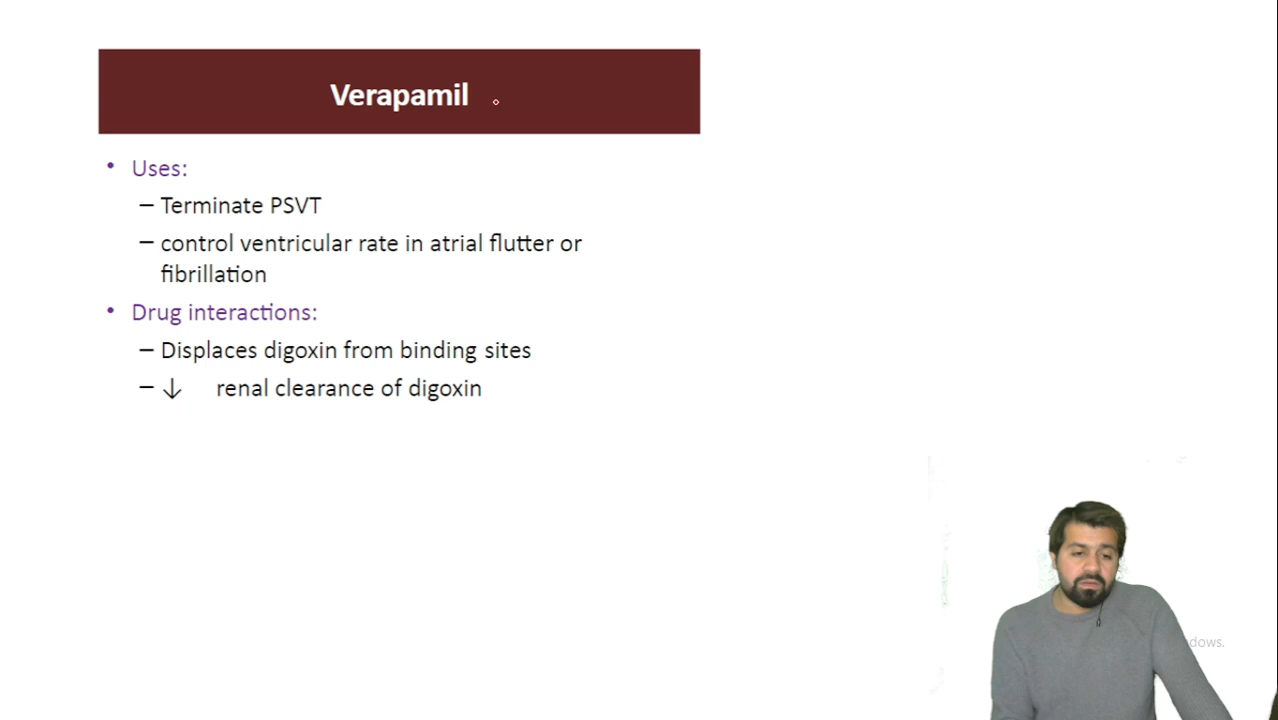 Verapamil
• Uses:
– Terminate PSVT
– control ventricular rate in atrial flutter or
fibrillation
• Drug interactions:
– Displaces digoxin from binding sites
– ↓ renal clearance of digoxin
dows.